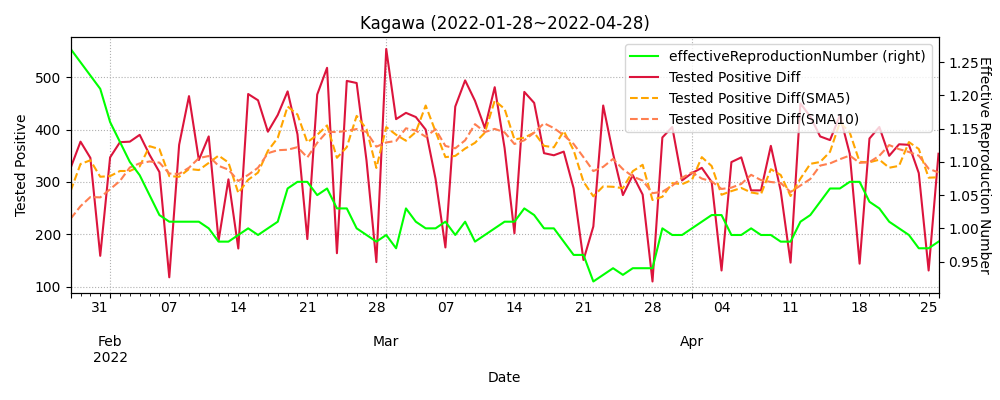 Kagawa (2022-01-28~2022-04-28)
effectiveReproductionNumber (right)
Tested Positive Diff
Tested Positive Diff(SMA5)
Tested Positive Diff(SMA10)
Tested Positive
500
400
300
200
100
1.25
1.20
1.15
1.10
1.05
1.00
0.95
Effective Reproduction Number
31 07 14 21 28 07 14 21 28 04 11 18 25
Feb Mar Apr
2022
Date